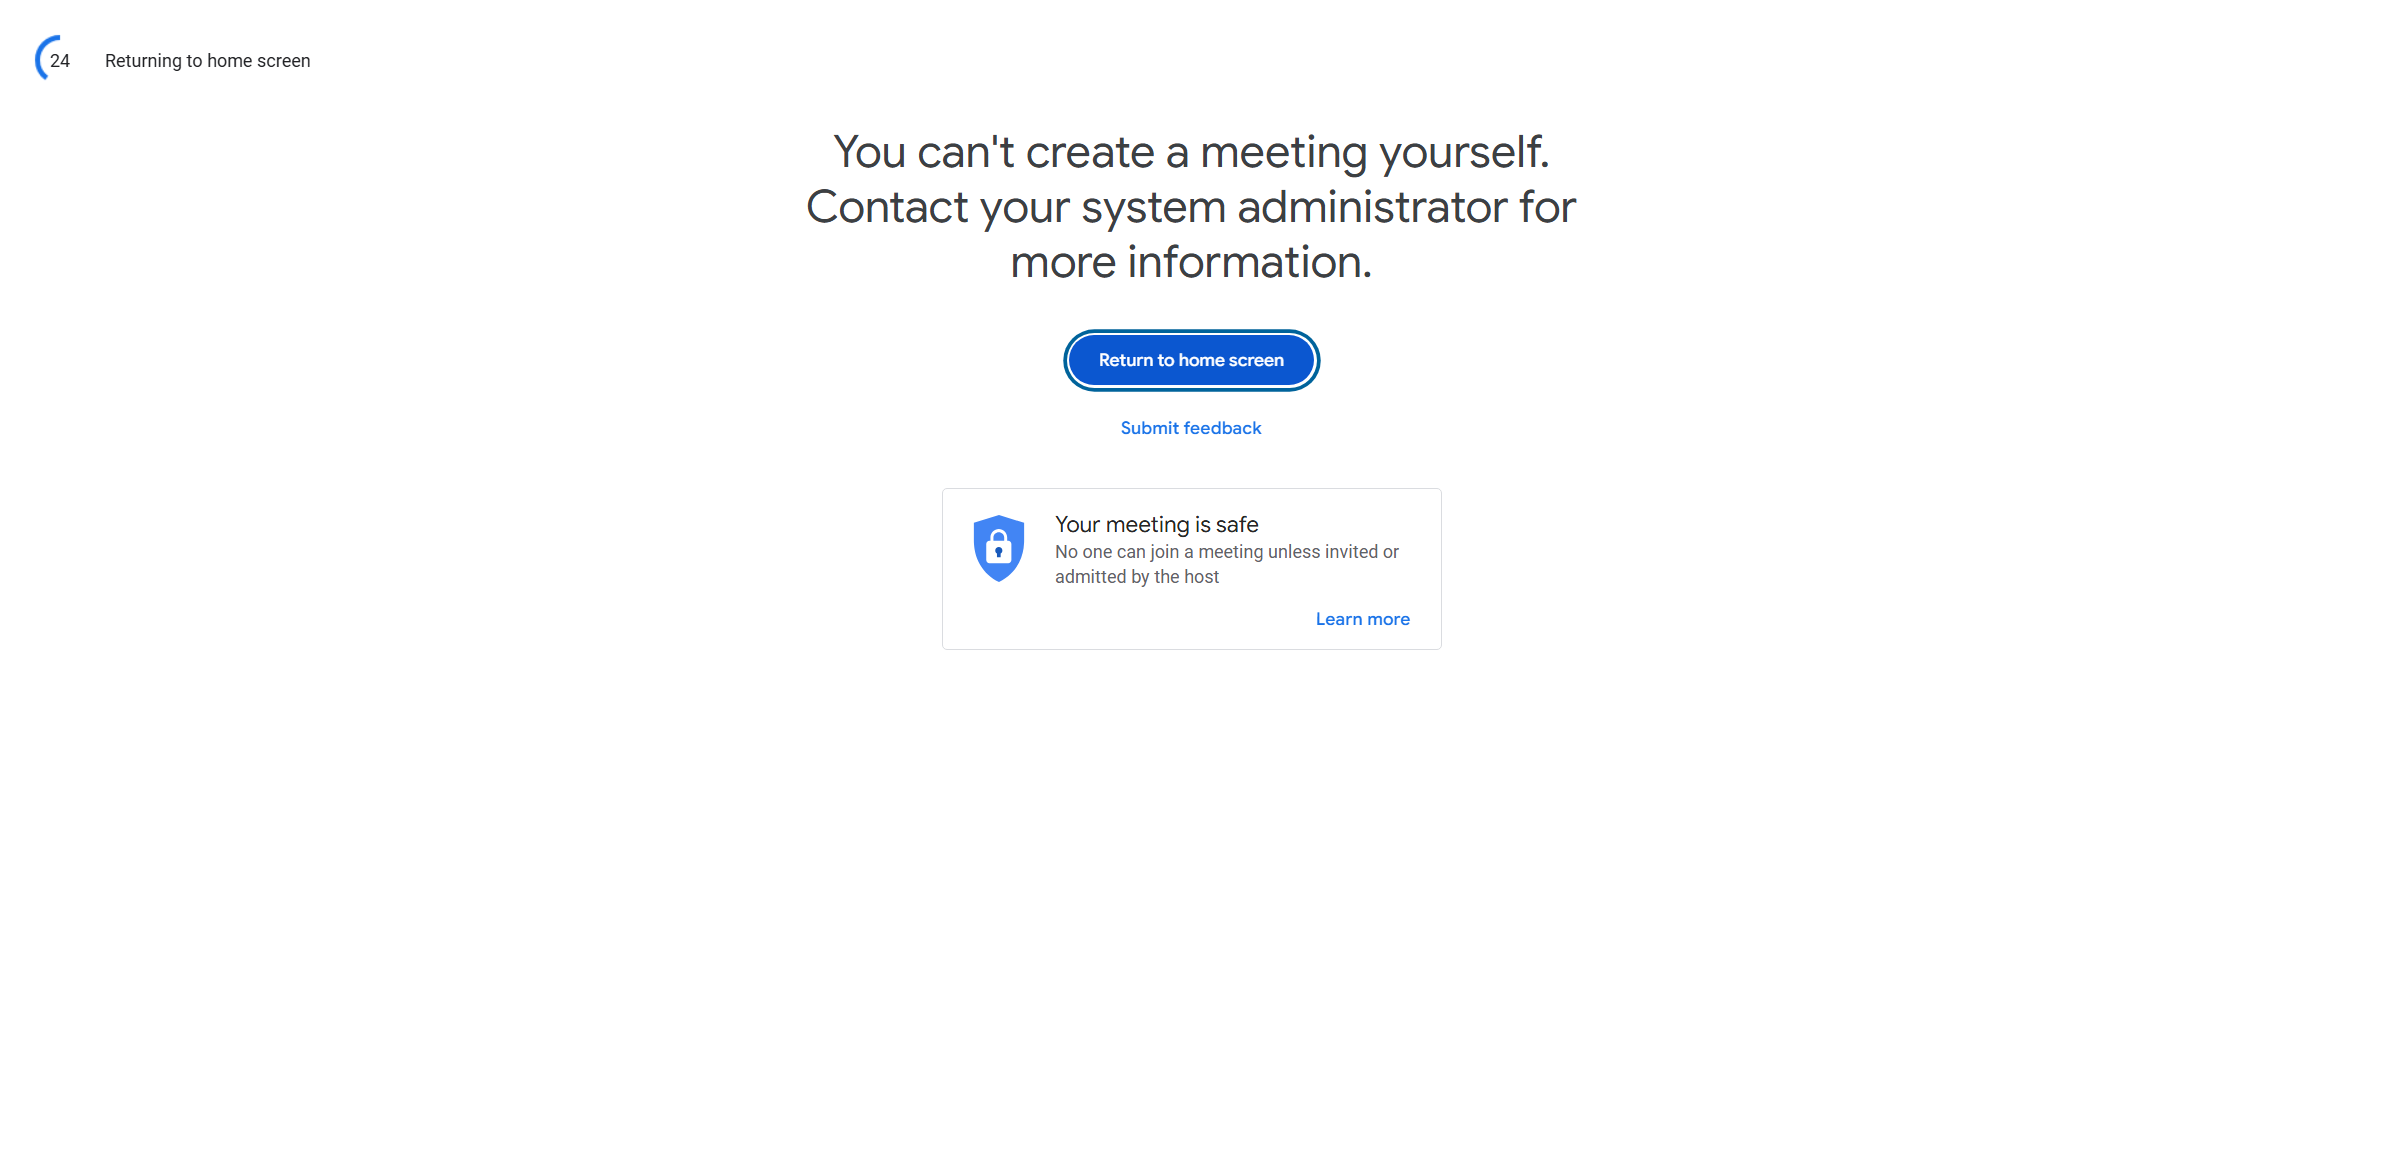 24
Returning to home screen
You can't create a meeting yourself.
Contact your system administrator for
more information.
Return to home screen
Submit feedback
Your meeting is safe
No one can join a meeting unless invited or
admitted by the host
Learn more